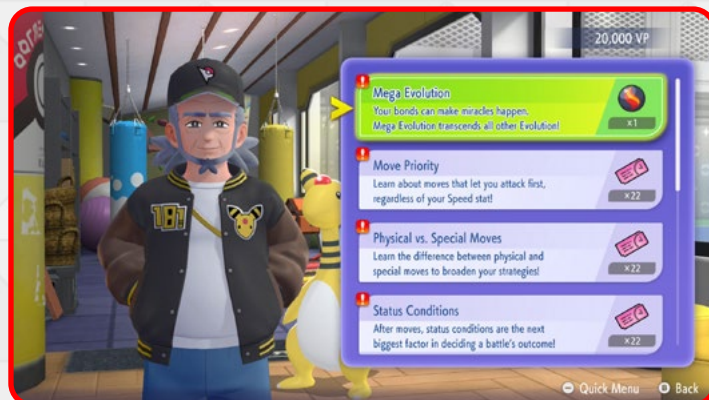 20,000 VP
Mega Evolution
Your bonds can make miracles happen.
Mega Evolution transcends all other Evolution!
×1
Move Priority
Learn about moves that let you attack first,
regardless of your Speed stat!
×22
Physical vs. Special Moves
Learn the difference between physical and
special moves to broaden your strategies!
×22
Status Conditions
After moves, status conditions are the next
biggest factor in deciding a battle's outcome!
×22
181
Quick Menu
Back